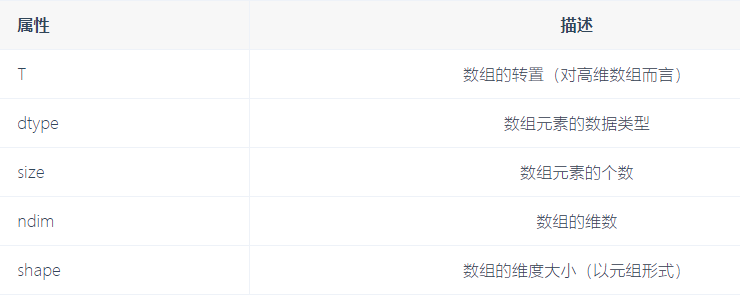 属性 描述
T 数组的转置（对高维数组而言）
dtype 数组元素的数据类型
size 数组元素的个数
ndim 数组的维数
shape 数组的维度大小（以元组形式）